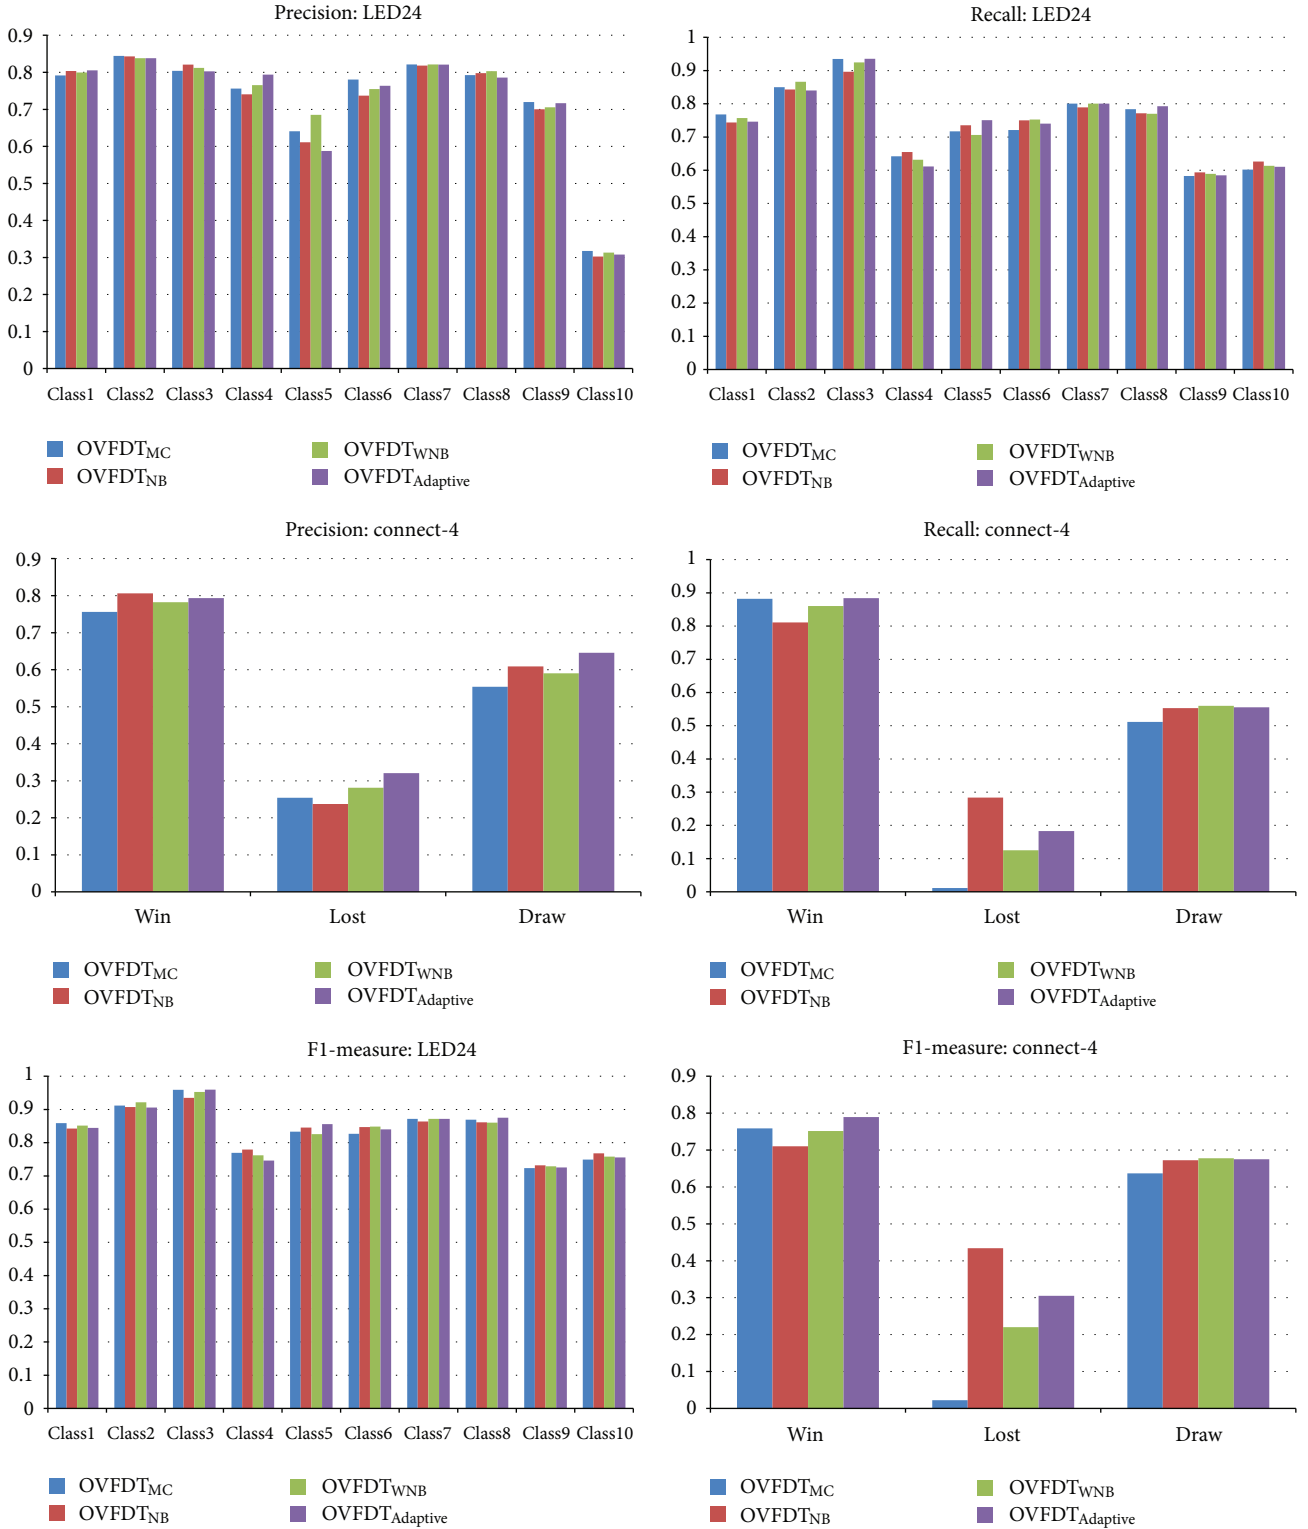 Precision: LED24
0.9
0.8
0.7
0.6
0.5
0.4
0.3
0.2
0.1
0
Class1 Class2 Class3 Class4 Class5 Class6 Class7 Class8 Class9 Class10
OVFDTMC
OVFDTNB
OVFDTWNB
OVFDTAdaptive
Recall: LED24
1
0.9
0.8
0.7
0.6
0.5
0.4
0.3
0.2
0.1
0
Class1 Class2 Class3 Class4 Class5 Class6 Class7 Class8 Class9 Class10
OVFDTMC
OVFDTNB
OVFDTWNB
OVFDTAdaptive
Precision: connect-4
0.9
0.8
0.7
0.6
0.5
0.4
0.3
0.2
0.1
0
Win Lost Draw
OVFDTMC
OVFDTNB
OVFDTWNB
OVFDTAdaptive
Recall: connect-4
1
0.9
0.8
0.7
0.6
0.5
0.4
0.3
0.2
0.1
0
Win Lost Draw
OVFDTMC
OVFDTNB
OVFDTWNB
OVFDTAdaptive
F1-measure: LED24
1
0.9
0.8
0.7
0.6
0.5
0.4
0.3
0.2
0.1
0
Class1 Class2 Class3 Class4 Class5 Class6 Class7 Class8 Class9 Class10
OVFDTMC
OVFDTNB
OVFDTWNB
OVFDTAdaptive
F1-measure: connect-4
0.9
0.8
0.7
0.6
0.5
0.4
0.3
0.2
0.1
0
Win Lost Draw
OVFDTMC
OVFDTNB
OVFDTWNB
OVFDTAdaptive